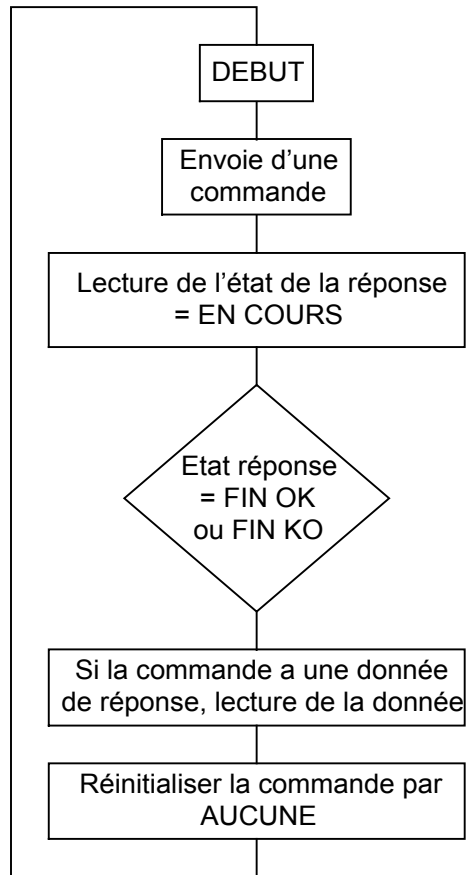 DEBUT
Envoie d'une
commande
Lecture de l'état de la réponse
= EN COURS
Etat réponse
= FIN OK
ou FIN KO
Si la commande a une donnée
de réponse, lecture de la donnée
Réinitialiser la commande par
AUCUNE